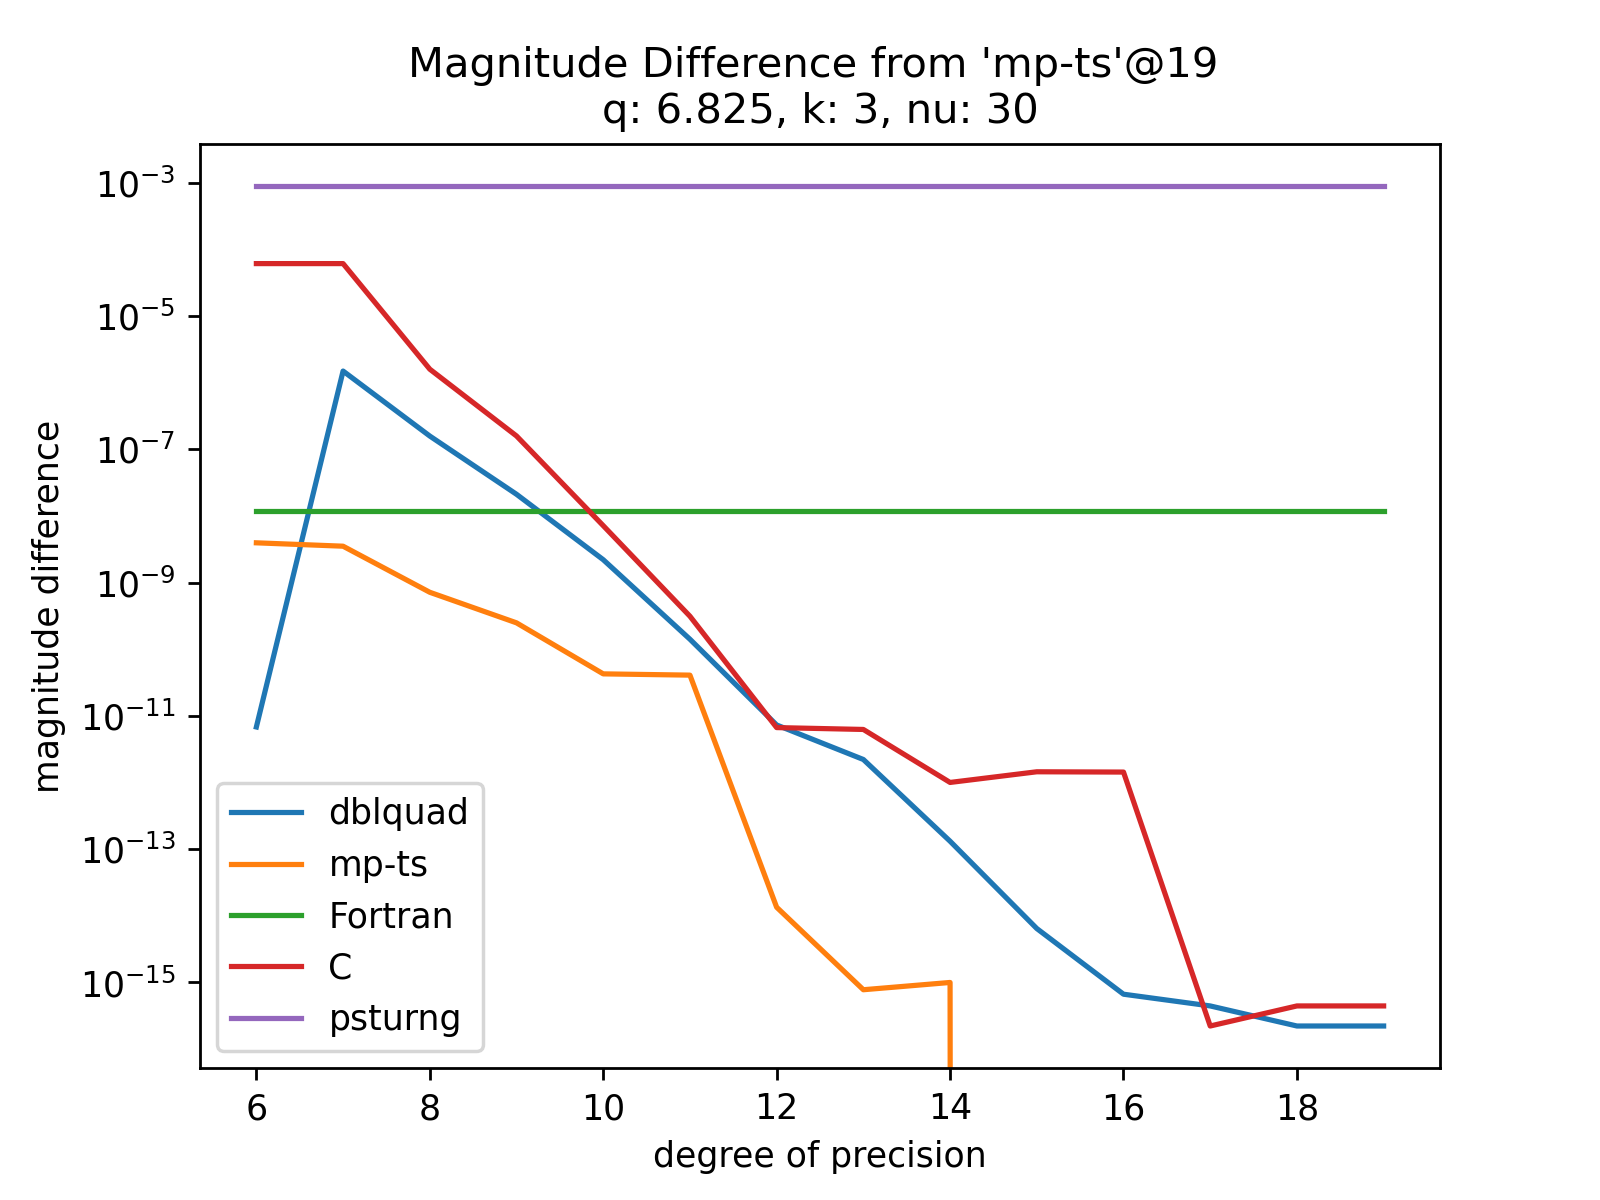 Magnitude Difference from 'mp-ts'@19
q: 6.825, k: 3, nu: 30
10⁻³
10⁻⁵
10⁻⁷
10⁻⁹
10⁻¹¹
10⁻¹³
10⁻¹⁵
magnitude difference
dblquad
mp-ts
Fortran
C
psturng
6 8 10 12 14 16 18
degree of precision